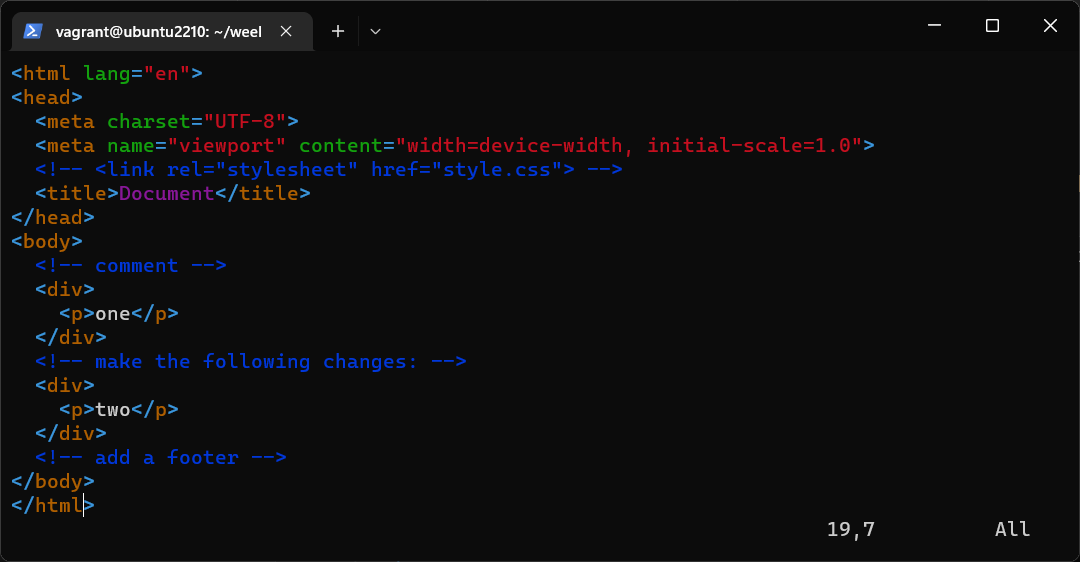 vagrant@ubuntu2210: ~/weel
<html lang="en">
<head>
  <meta charset="UTF-8">
  <meta name="viewport" content="width=device-width, initial-scale=1.0">
  <!-- <link rel="stylesheet" href="style.css"> -->
  <title>Document</title>
</head>
<body>
  <!-- comment -->
  <div>
    <p>one</p>
  </div>
  <!-- make the following changes: -->
  <div>
    <p>two</p>
  </div>
  <!-- add a footer -->
</body>
</html>
19,7 All